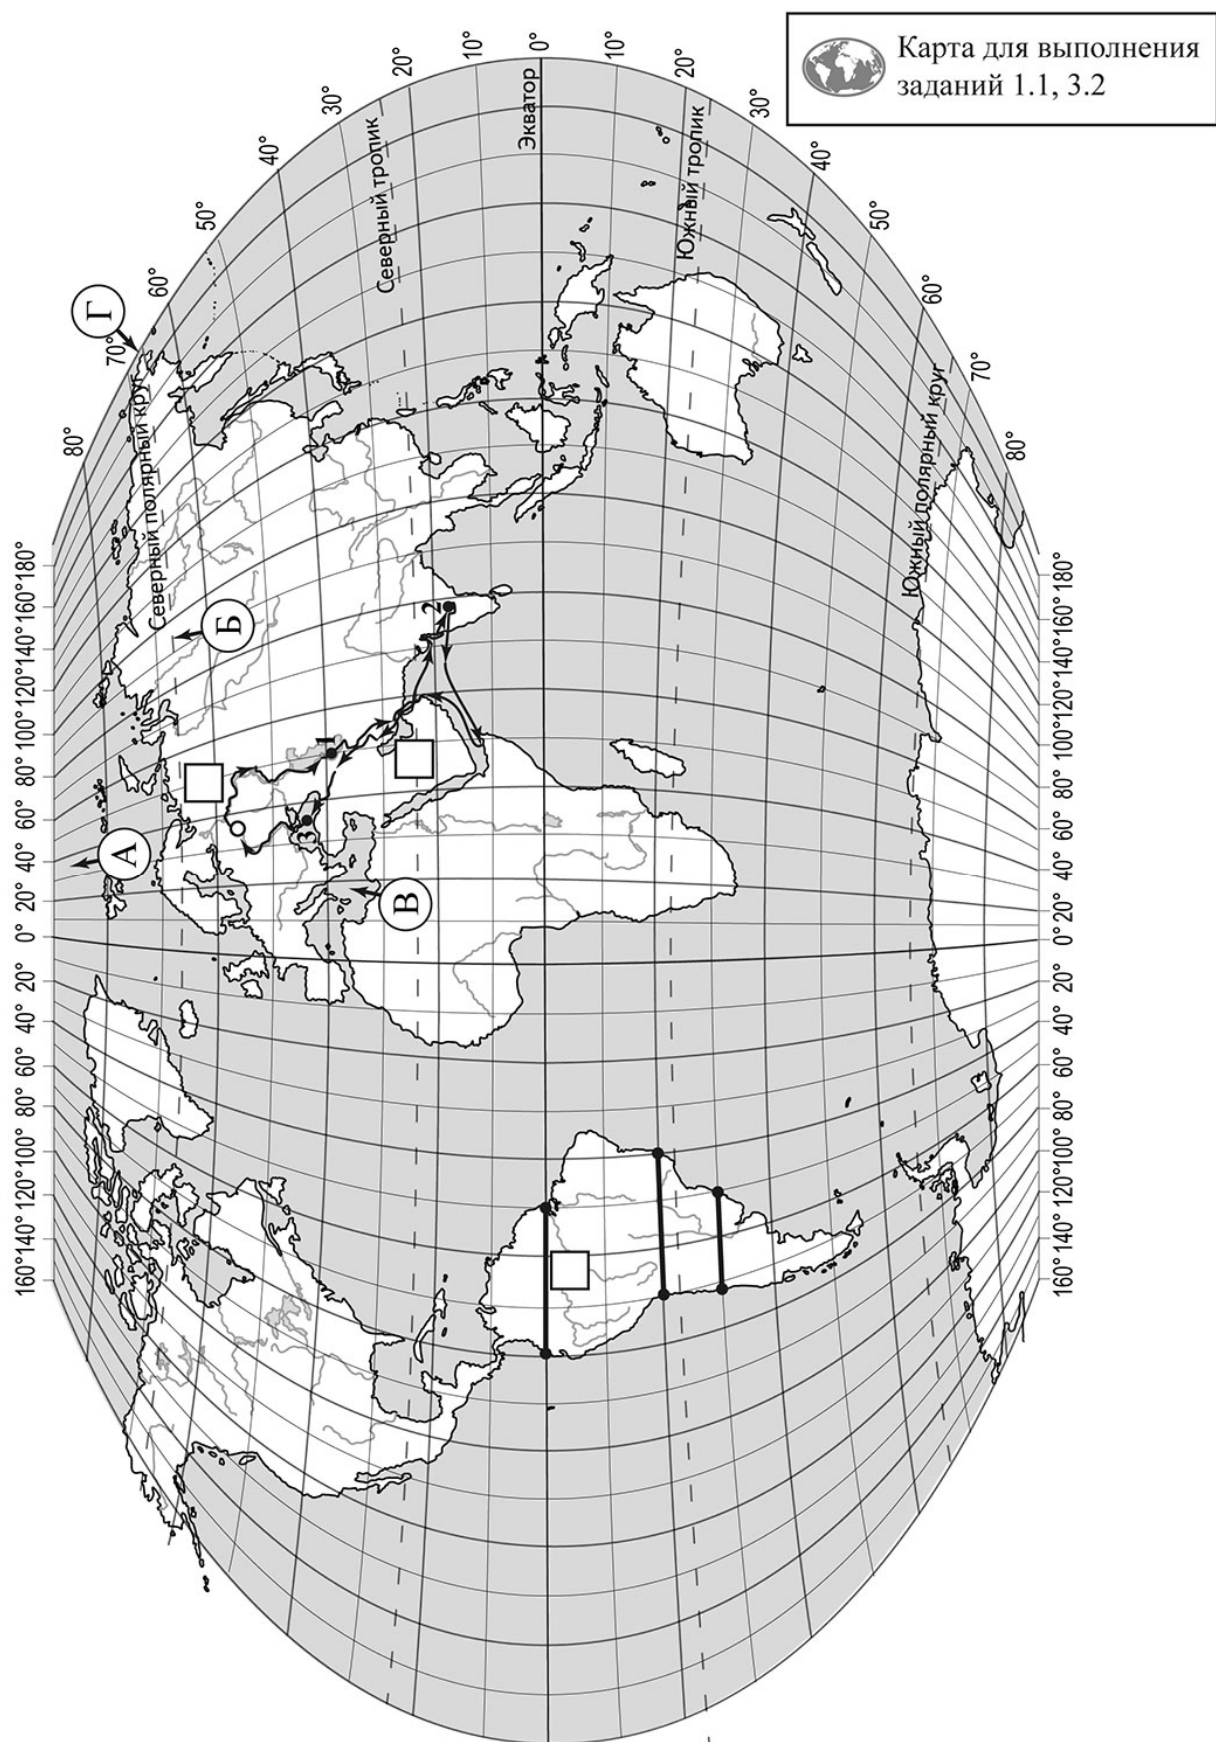 Карта для выполнения
заданий 1.1, 3.2
80°
70°
60°
50°
40°
30°
20°
10°
0°
10°
20°
30°
40°
50°
60°
70°
80°
Северный полярный круг
Северный тропик
Экватор
Южный тропик
Южный полярный круг
Г
Б
А
В
1
2
3
160° 140° 120° 100° 80° 60° 40° 20° 0° 20° 40° 60° 80° 100° 120° 140° 160° 180°
160° 140° 120° 100° 80° 60° 40° 20° 0° 20° 40° 60° 80° 100° 120° 140° 160° 180°